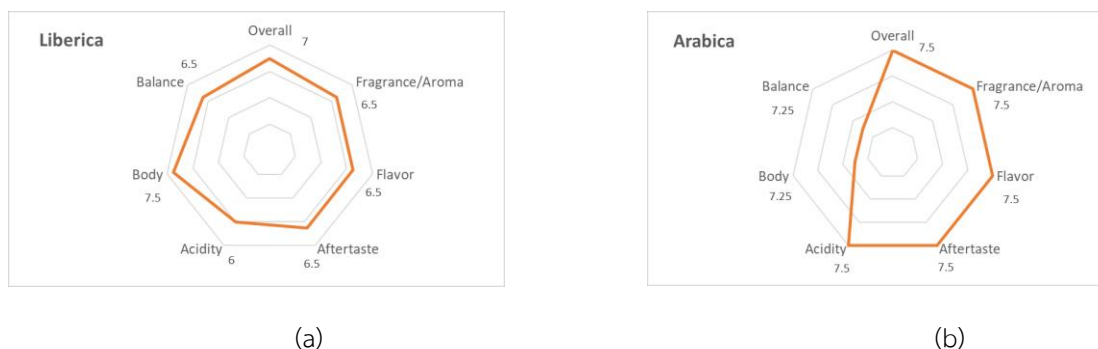 Liberica
Overall
7
Fragrance/Aroma
6.5
Flavor
6.5
Aftertaste
6.5
Acidity
6
Body
7.5
Balance
6.5
(a)
Arabica
Overall
7.5
Fragrance/Aroma
7.5
Flavor
7.5
Aftertaste
7.5
Acidity
7.5
Body
7.25
Balance
7.25
(b)